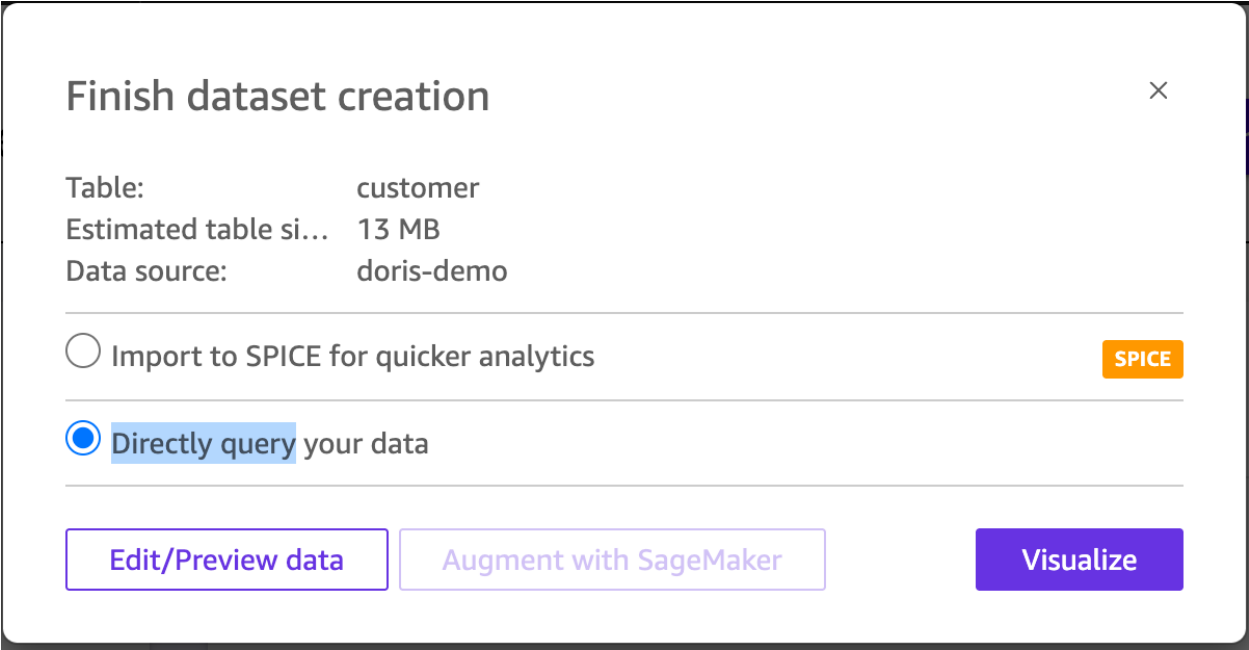 Finish dataset creation
Table: customer
Estimated table si... 13 MB
Data source: doris-demo
Import to SPICE for quicker analytics SPICE
Directly query your data
Edit/Preview data Augment with SageMaker Visualize